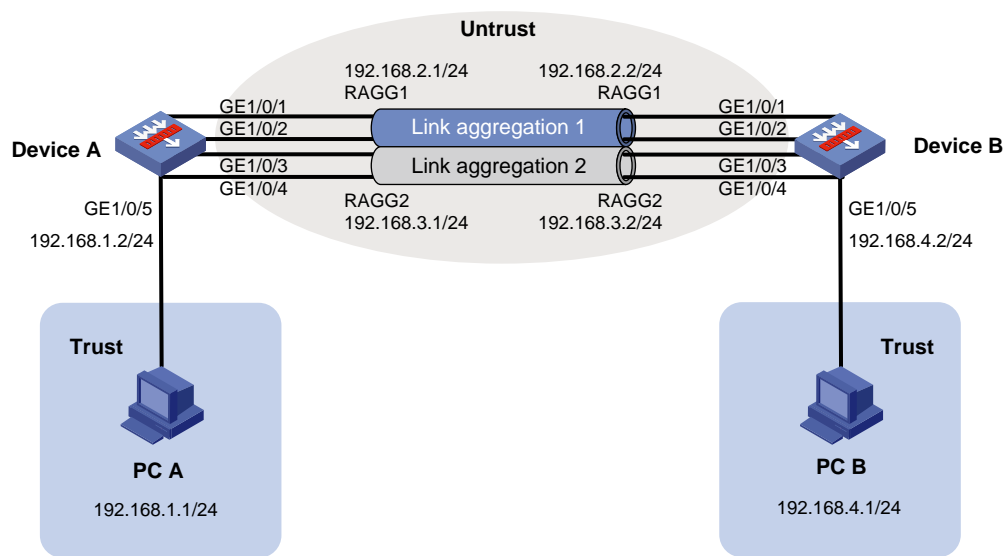 Untrust
192.168.2.1/24
192.168.2.2/24
RAGG1
RAGG1
GE1/0/1
GE1/0/1
Link aggregation 1
GE1/0/2
GE1/0/2
Device A
Device B
Link aggregation 2
GE1/0/3
GE1/0/3
GE1/0/4
GE1/0/4
RAGG2
RAGG2
GE1/0/5
GE1/0/5
192.168.3.1/24
192.168.3.2/24
192.168.1.2/24
192.168.4.2/24
Trust
Trust
PC A
PC B
192.168.1.1/24
192.168.4.1/24